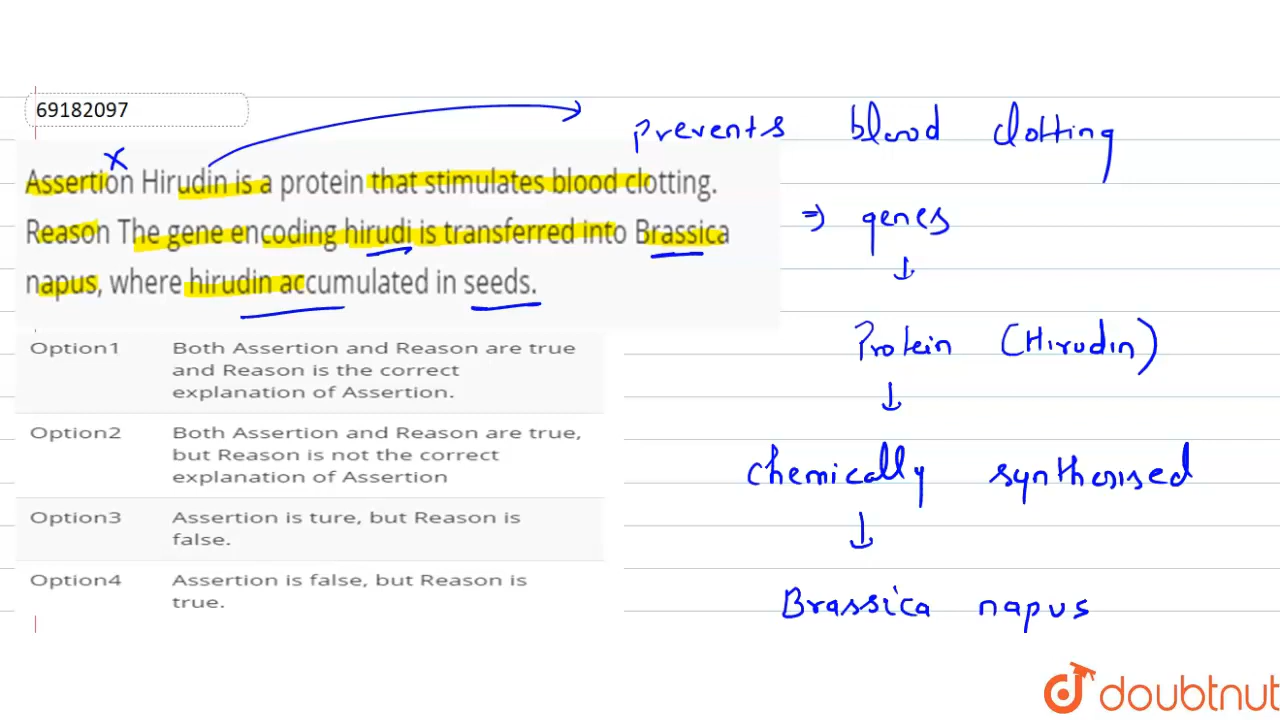 69182097
prevents blood clotting
x
Assertion Hirudin is a protein that stimulates blood clotting.
Reason The gene encoding hirudi is transferred into Brassica
napus, where hirudin accumulated in seeds.
⇒ genes
↓
Protein (Hirudin)
↓
chemically synthesised
↓
Brassica napus
Option1 Both Assertion and Reason are true
and Reason is the correct
explanation of Assertion.
Option2 Both Assertion and Reason are true,
but Reason is not the correct
explanation of Assertion
Option3 Assertion is ture, but Reason is
false.
Option4 Assertion is false, but Reason is
true.
doubtnut